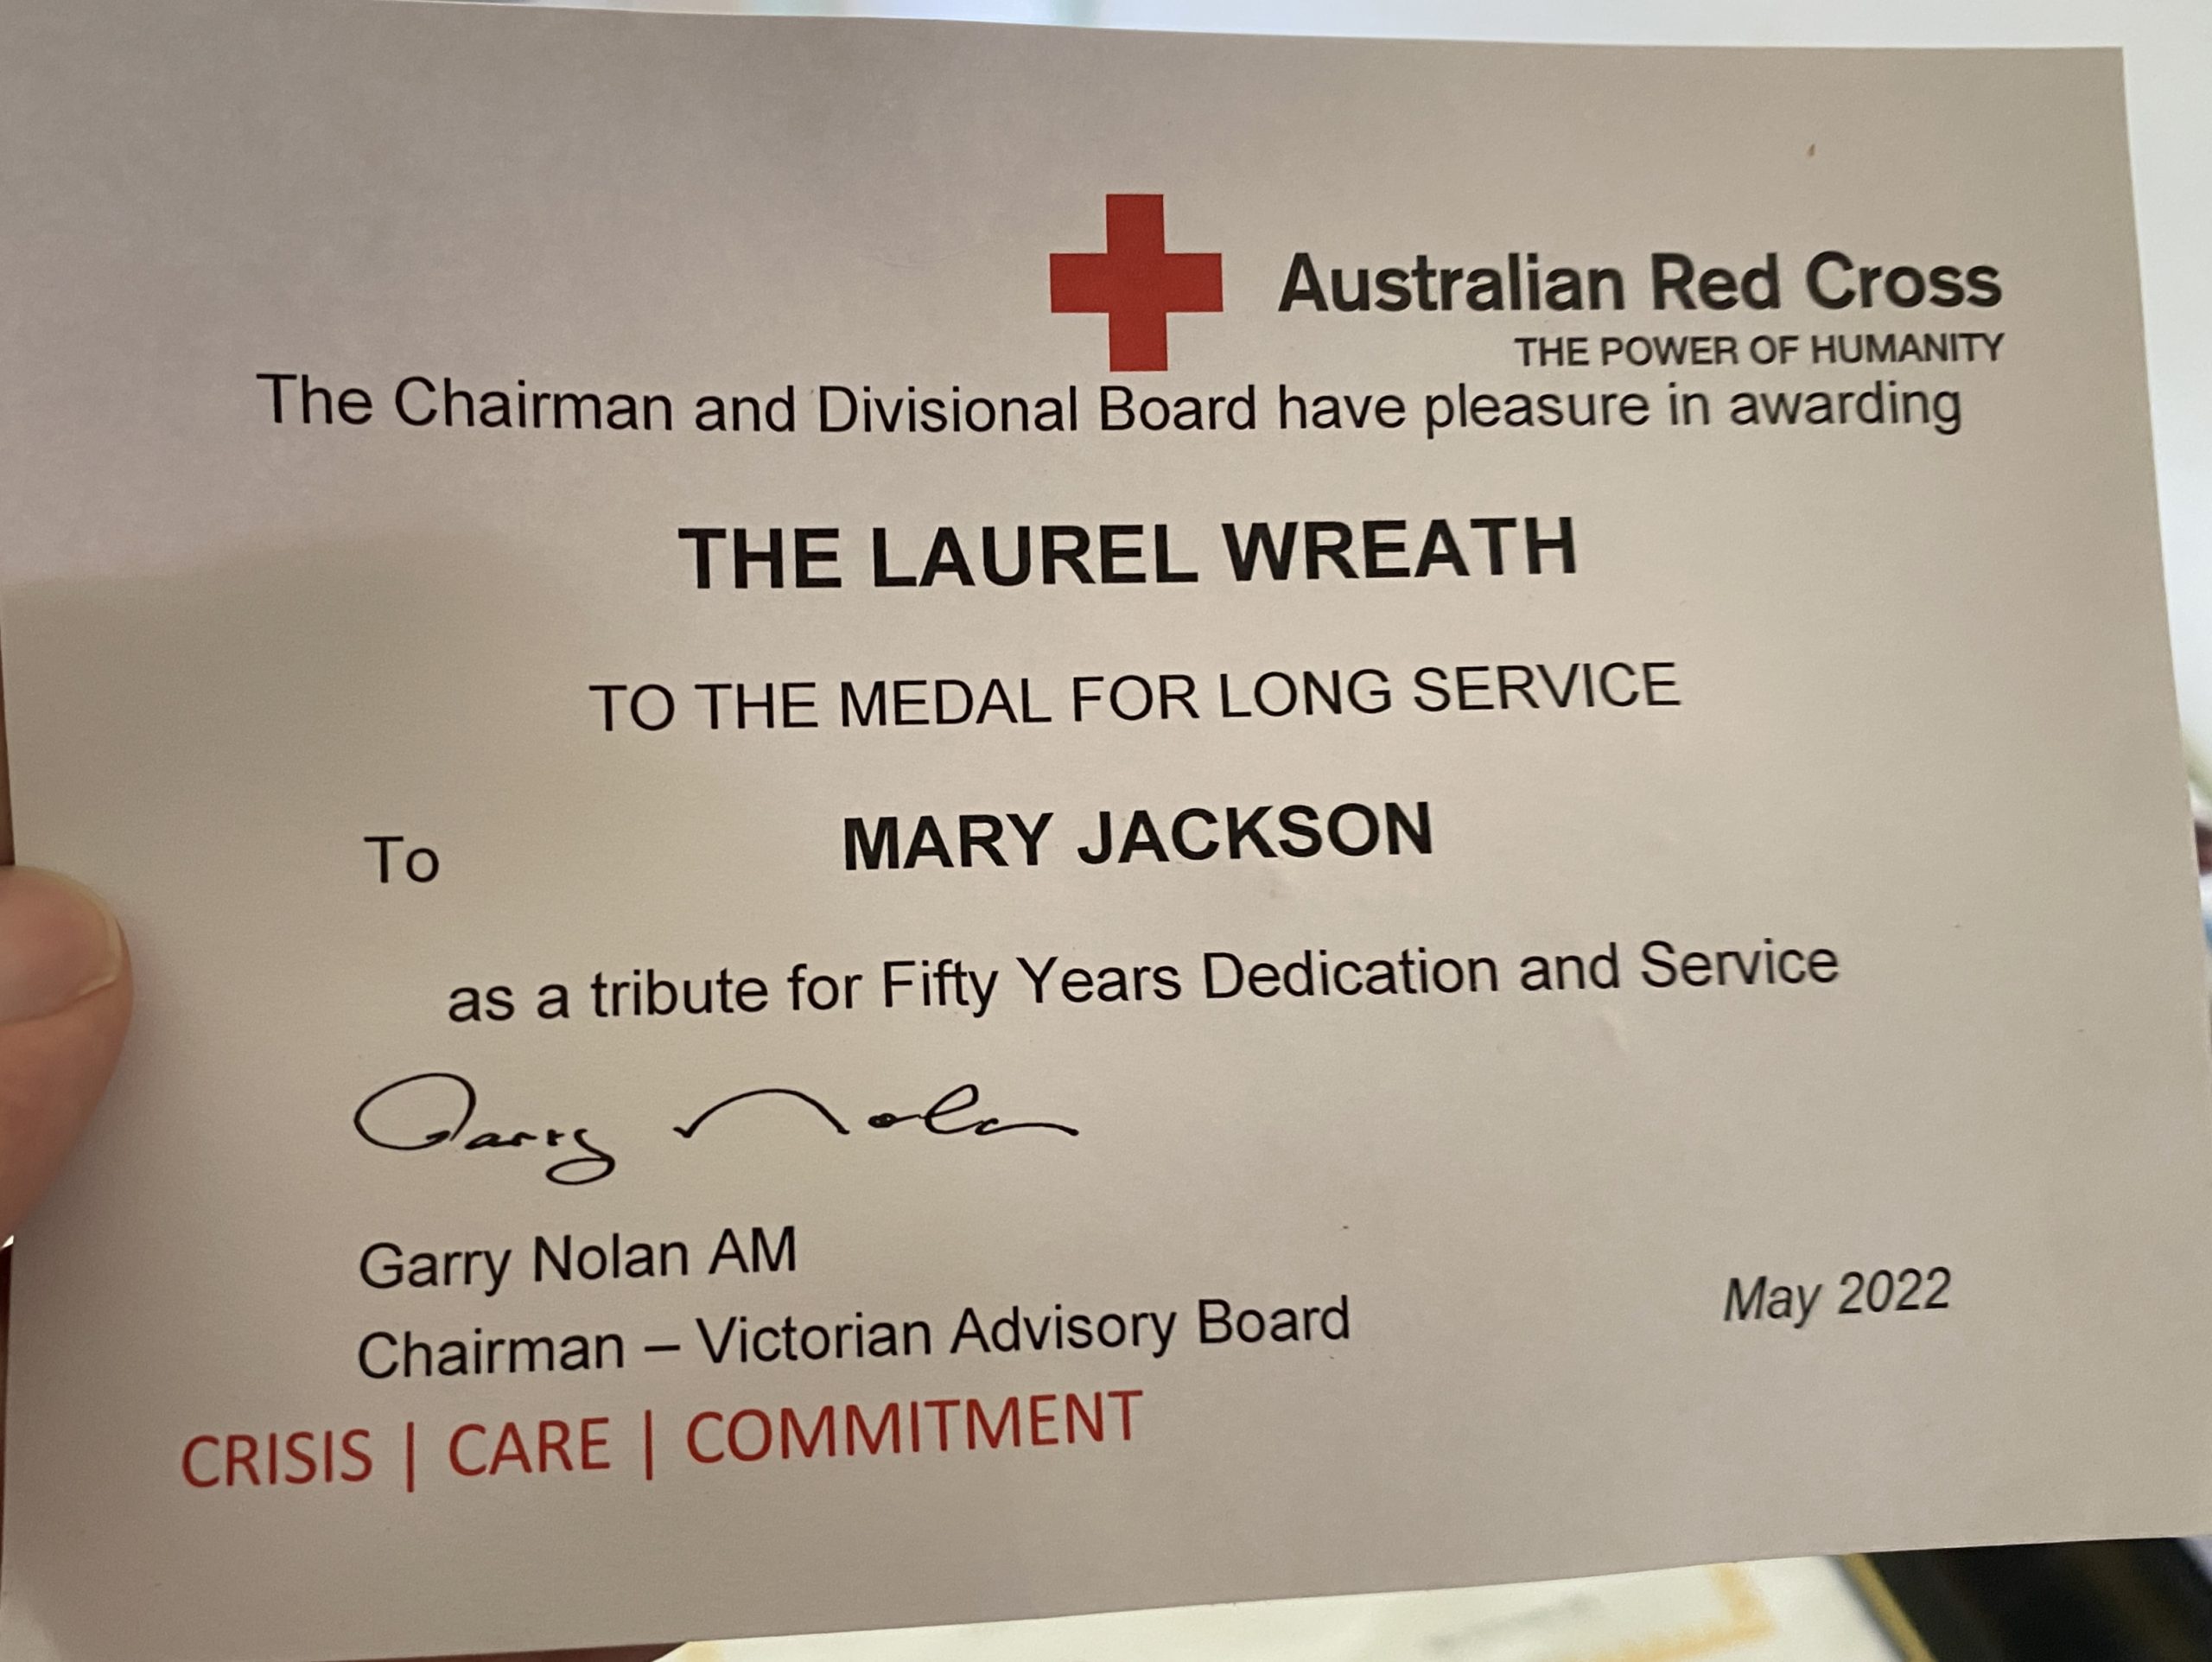 Australian Red Cross
THE POWER OF HUMANITY
The Chairman and Divisional Board have pleasure in awarding
THE LAUREL WREATH
TO THE MEDAL FOR LONG SERVICE
To MARY JACKSON
as a tribute for Fifty Years Dedication and Service
Garry Nolan
Garry Nolan AM
Chairman – Victorian Advisory Board
May 2022
CRISIS | CARE | COMMITMENT